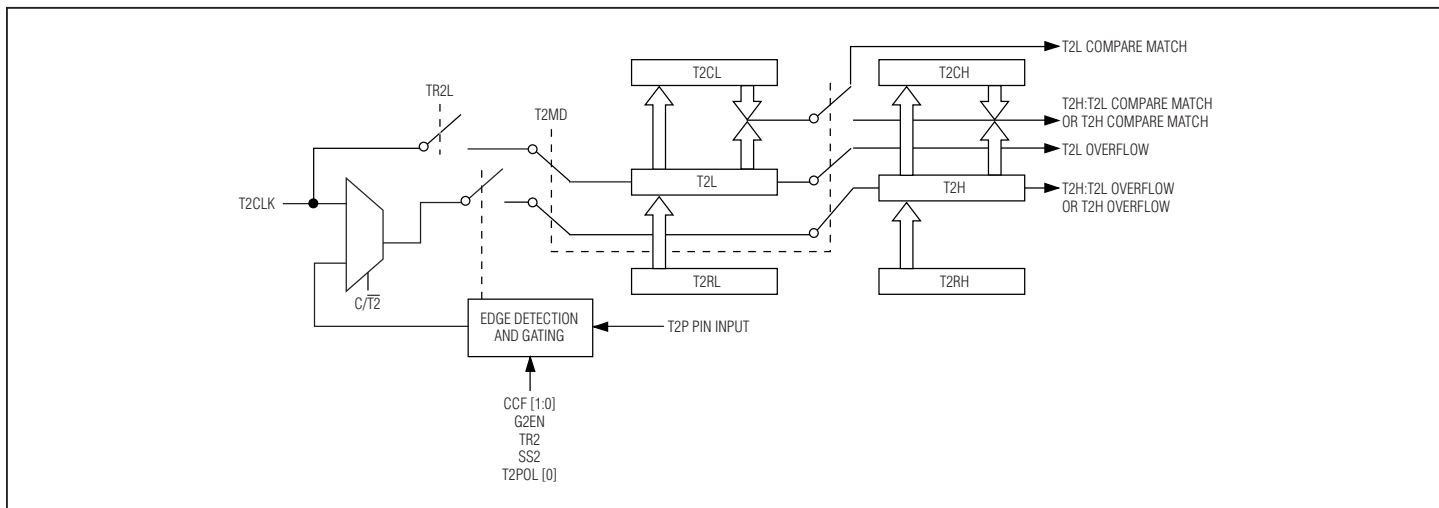 T2L COMPARE MATCH
T2CL
T2CH
TR2L
T2MD
T2H:T2L COMPARE MATCH
OR T2H COMPARE MATCH
T2L OVERFLOW
T2L
T2H
T2H:T2L OVERFLOW
OR T2H OVERFLOW
T2CLK
T2RL
T2RH
C/T2̅
EDGE DETECTION
AND GATING
T2P PIN INPUT
CCF [1:0]
G2EN
TR2
SS2
T2POL [0]